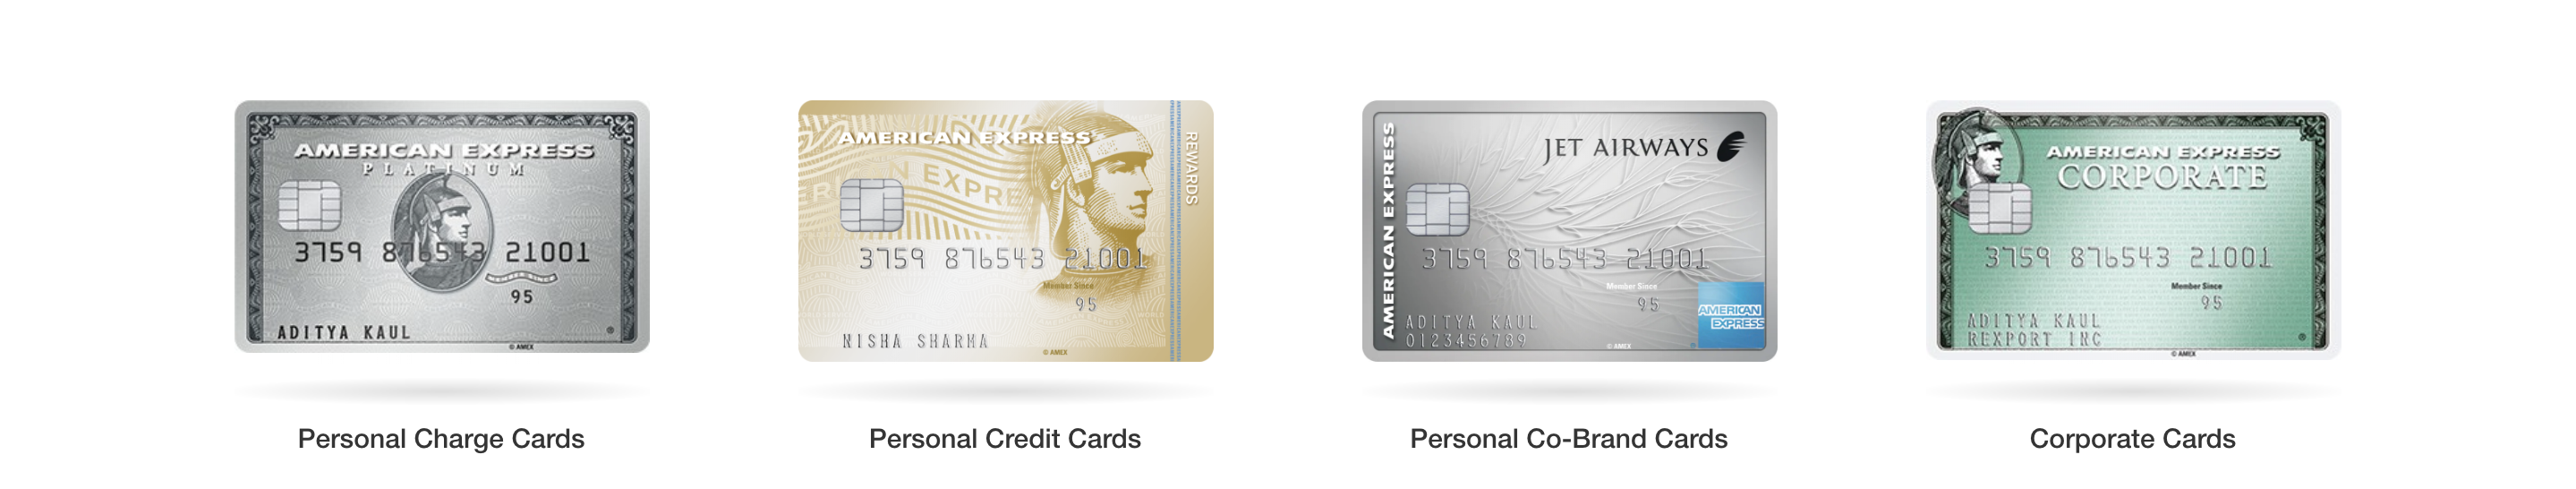 AMERICAN EXPRESS
PLATINUM
3759 876543 21001
95
ADITYA KAUL
© AMEX
Personal Charge Cards
AMERICAN EXPRESS
REWARDS
3759 876543 21001
Member Since
95
NISHA SHARMA
© AMEX
Personal Credit Cards
AMERICAN EXPRESS
JET AIRWAYS
3759 876543 21001
Member Since
95
ADITYA KAUL
0123456789
© AMEX
AMERICAN
EXPRESS
Personal Co-Brand Cards
AMERICAN EXPRESS
CORPORATE
3759 876543 21001
Member Since
95
ADITYA KAUL
REXPORT INC
© AMEX
Corporate Cards